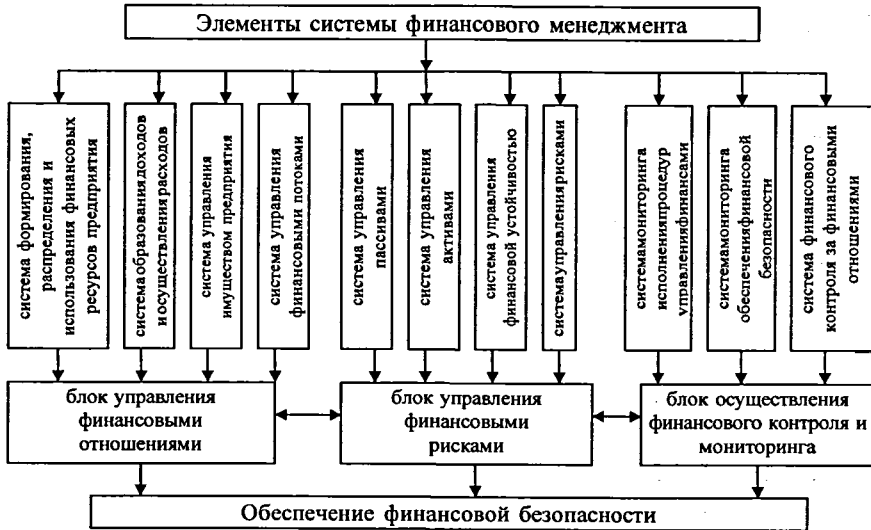 Элементы системы финансового менеджмента
система формирования,
распределения и
использования финансовых
ресурсов предприятия
система образования доходов
и осуществления расходов
система управления
имуществом предприятия
система управления
финансовыми потоками
система управления
пассивами
система управления
активами
система управления
финансовой устойчивостью
система управления рисками
система мониторинга
исполнения процедур
управления финансами
система мониторинга
обеспечения финансовой
безопасности
система финансового
контроля за финансовыми
отношениями
блок управления
финансовыми
отношениями
блок управления
финансовыми
рисками
блок осуществления
финансового контроля и
мониторинга
Обеспечение финансовой безопасности